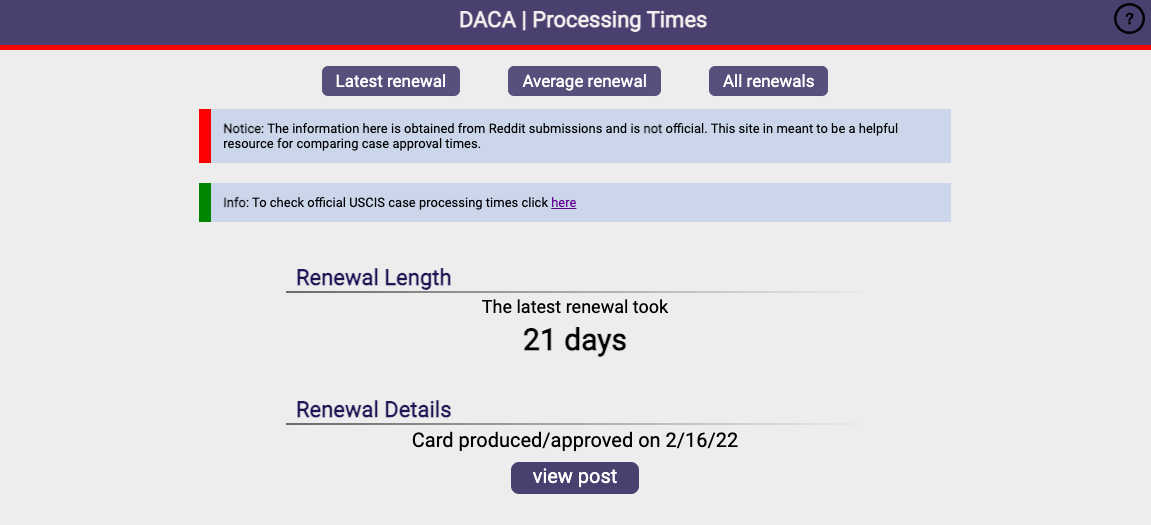 DACA | Processing Times
?
Latest renewal
Average renewal
All renewals
Notice: The information here is obtained from Reddit submissions and is not official. This site in meant to be a helpful
resource for comparing case approval times.
Info: To check official USCIS case processing times click here
Renewal Length
The latest renewal took
21 days
Renewal Details
Card produced/approved on 2/16/22
view post